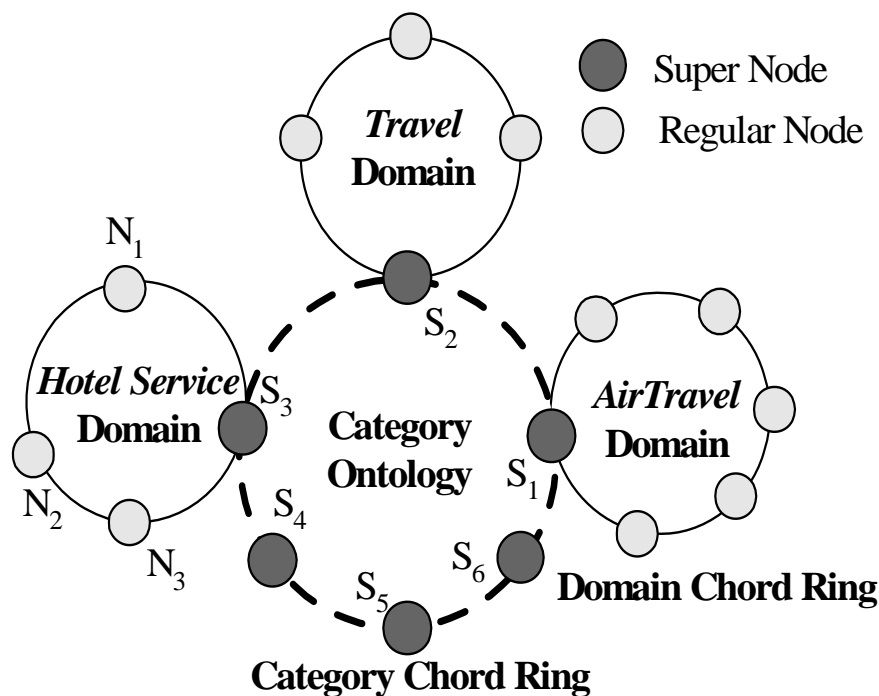 Super Node
Regular Node
Travel
Domain
N1
S2
Hotel Service
Domain
S3
AirTravel
Domain
Category
Ontology
S1
N2
S4
N3
S6
S5
Domain Chord Ring
Category Chord Ring